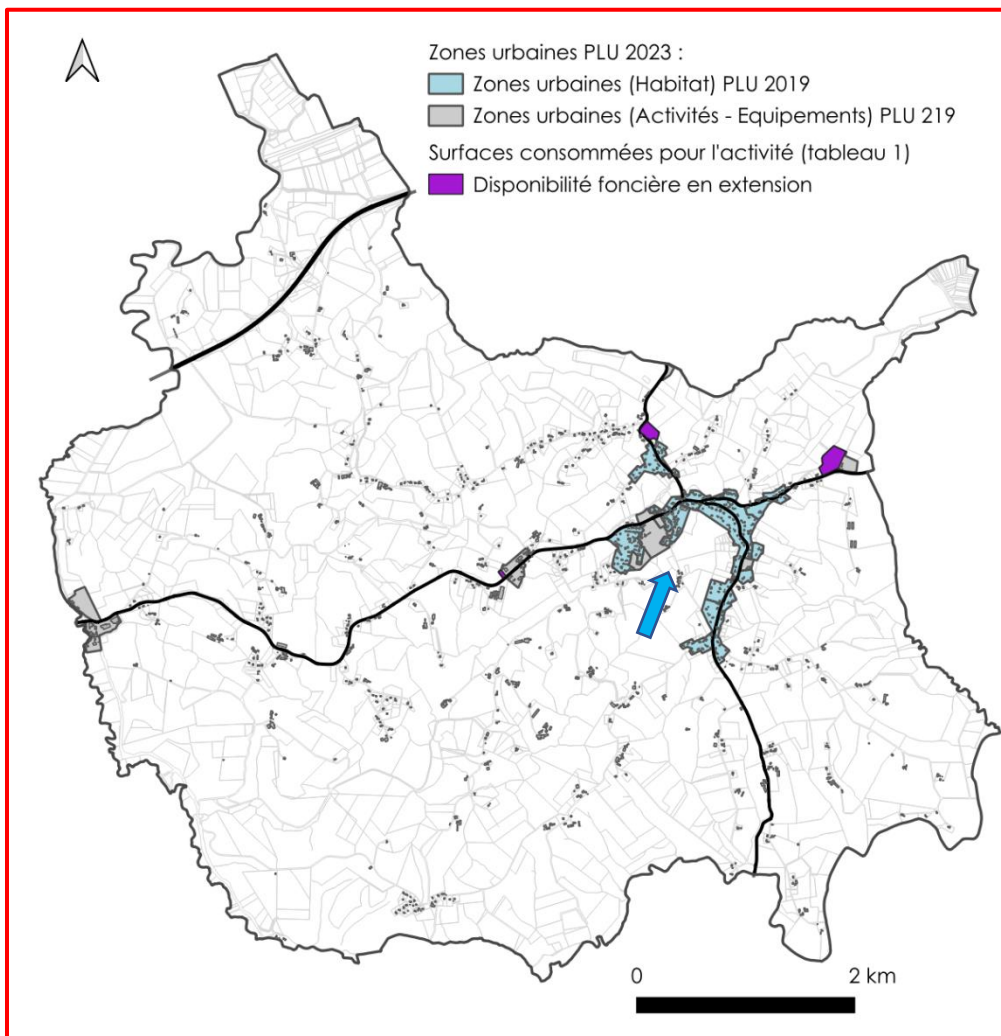 Zones urbaines PLU 2023 :
Zones urbaines (Habitat) PLU 2019
Zones urbaines (Activités - Equipements) PLU 219
Surfaces consommées pour l'activité (tableau 1)
Disponibilité foncière en extension
0 2 km